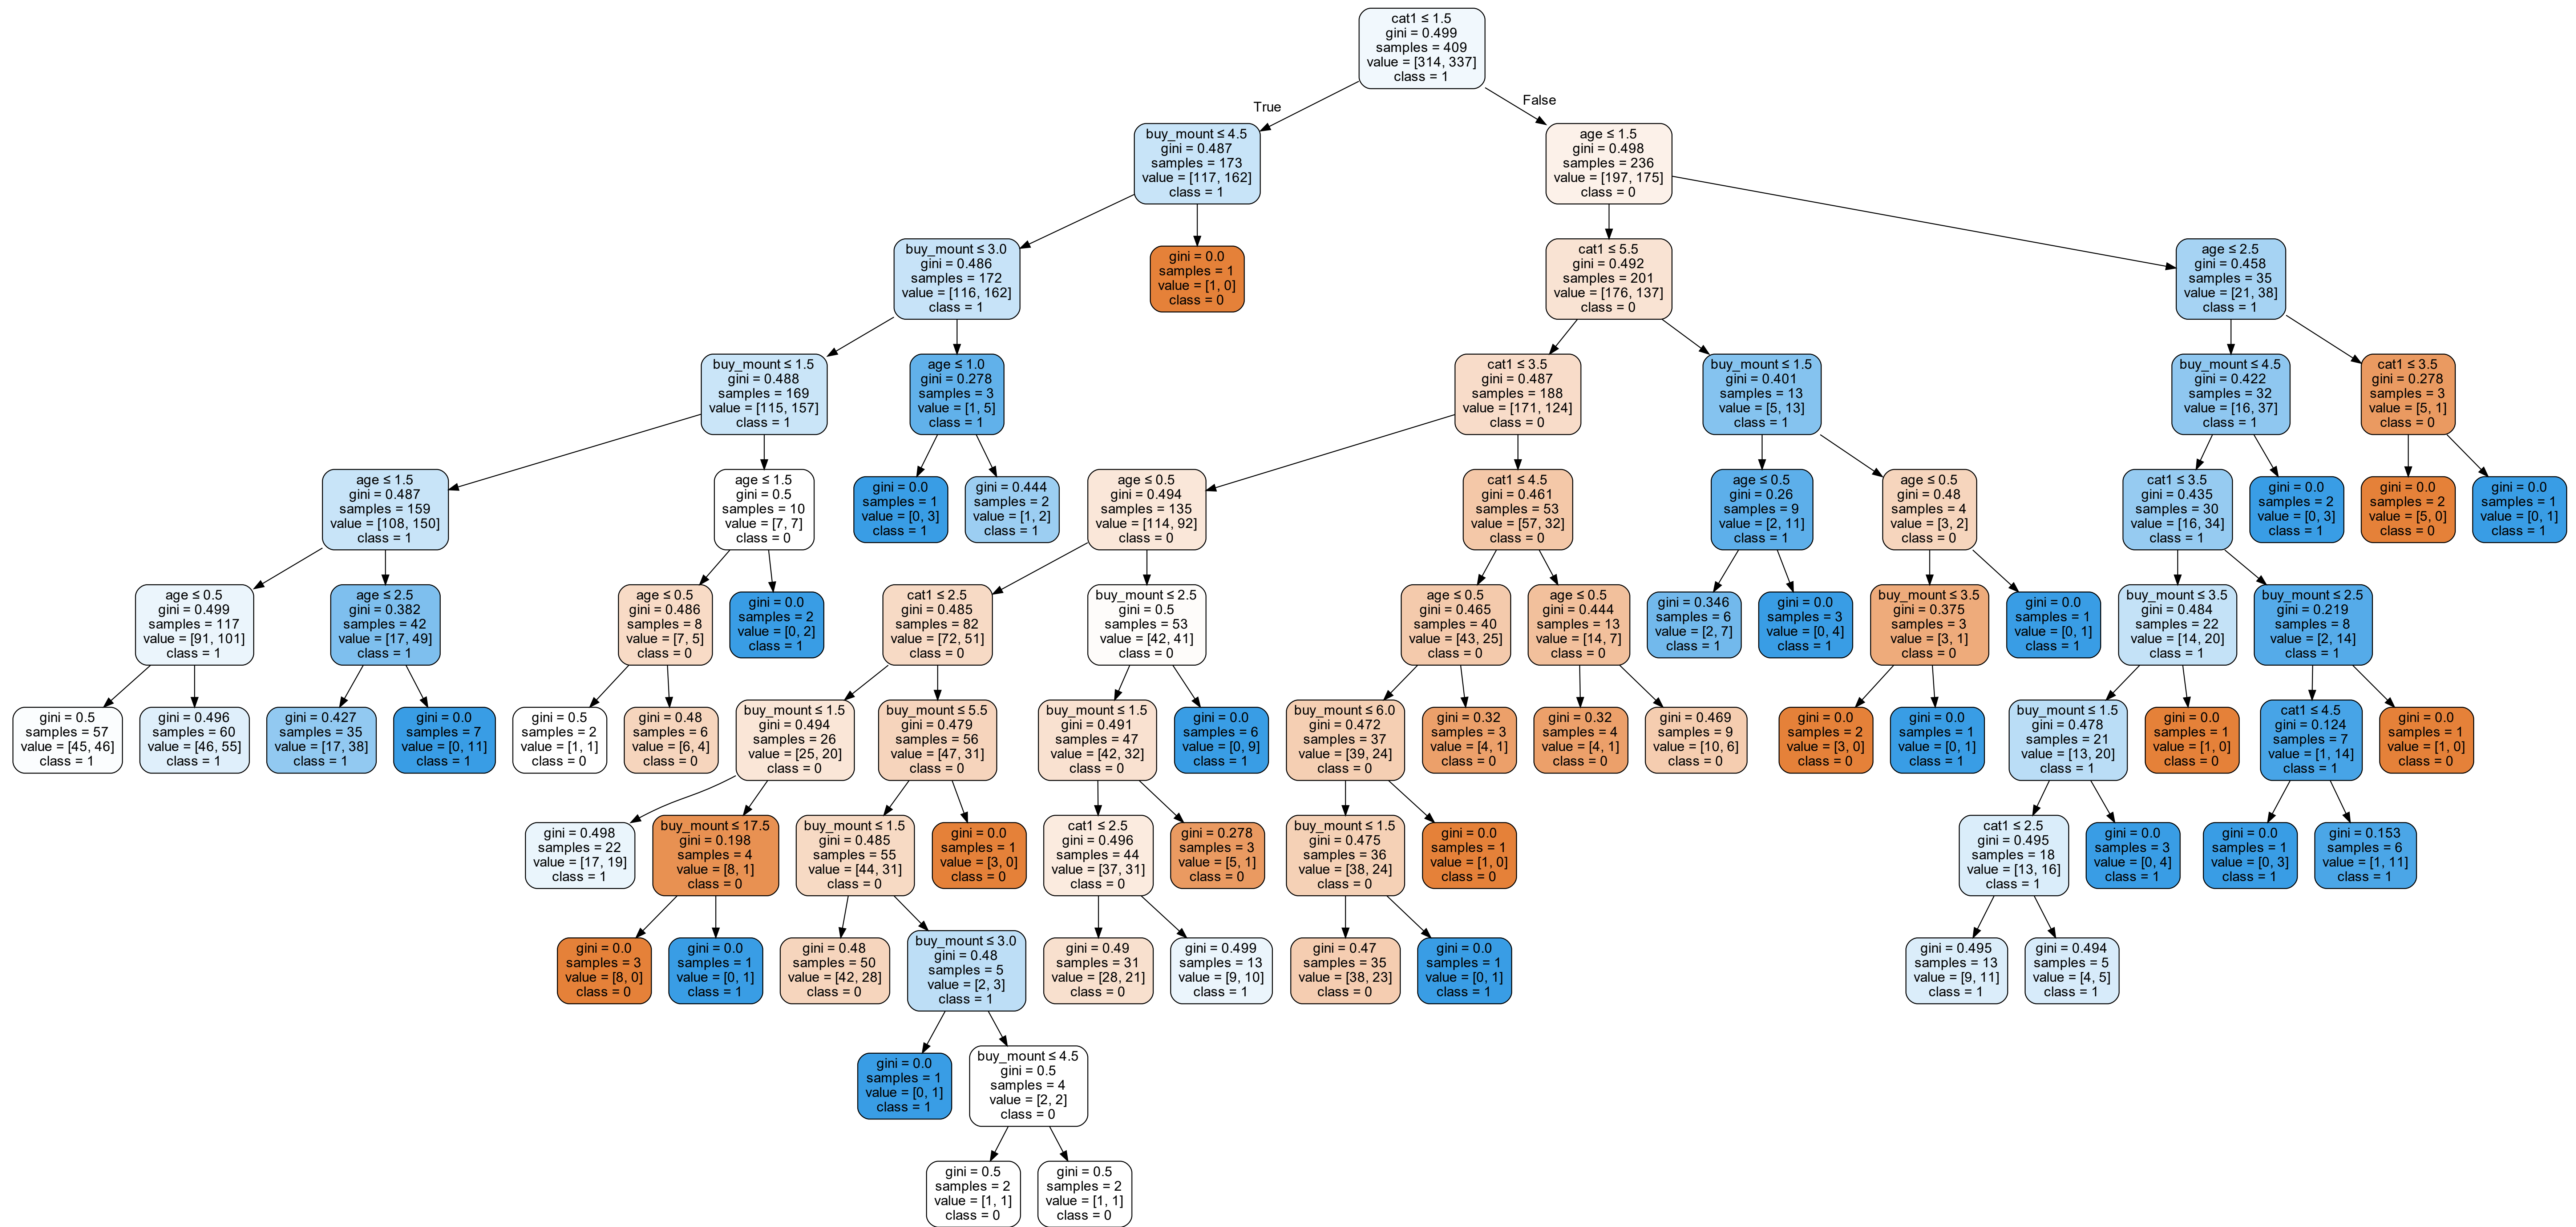 cat1 ≤ 1.5
gini = 0.499
samples = 409
value = [314, 337]
class = 1
True
False
buy_mount ≤ 4.5
gini = 0.487
samples = 173
value = [117, 162]
class = 1
age ≤ 1.5
gini = 0.498
samples = 236
value = [197, 175]
class = 0
buy_mount ≤ 3.0
gini = 0.486
samples = 172
value = [116, 162]
class = 1
gini = 0.0
samples = 1
value = [1, 0]
class = 0
cat1 ≤ 5.5
gini = 0.492
samples = 201
value = [176, 137]
class = 0
age ≤ 2.5
gini = 0.458
samples = 35
value = [21, 38]
class = 1
buy_mount ≤ 1.5
gini = 0.488
samples = 169
value = [115, 157]
class = 1
age ≤ 1.0
gini = 0.278
samples = 3
value = [1, 5]
class = 1
cat1 ≤ 3.5
gini = 0.487
samples = 188
value = [171, 124]
class = 0
buy_mount ≤ 1.5
gini = 0.401
samples = 13
value = [5, 13]
class = 1
buy_mount ≤ 4.5
gini = 0.422
samples = 32
value = [16, 37]
class = 1
cat1 ≤ 3.5
gini = 0.278
samples = 3
value = [5, 1]
class = 0
age ≤ 1.5
gini = 0.487
samples = 159
value = [108, 150]
class = 1
age ≤ 1.5
gini = 0.5
samples = 10
value = [7, 7]
class = 0
gini = 0.0
samples = 1
value = [0, 3]
class = 1
gini = 0.444
samples = 2
value = [1, 2]
class = 1
age ≤ 0.5
gini = 0.494
samples = 135
value = [114, 92]
class = 0
cat1 ≤ 4.5
gini = 0.461
samples = 53
value = [57, 32]
class = 0
age ≤ 0.5
gini = 0.26
samples = 9
value = [2, 11]
class = 1
age ≤ 0.5
gini = 0.48
samples = 4
value = [3, 2]
class = 0
cat1 ≤ 3.5
gini = 0.435
samples = 30
value = [16, 34]
class = 1
gini = 0.0
samples = 2
value = [0, 3]
class = 1
gini = 0.0
samples = 2
value = [5, 0]
class = 0
gini = 0.0
samples = 1
value = [0, 1]
class = 1
age ≤ 0.5
gini = 0.499
samples = 117
value = [91, 101]
class = 1
age ≤ 2.5
gini = 0.382
samples = 42
value = [17, 49]
class = 1
age ≤ 0.5
gini = 0.486
samples = 8
value = [7, 5]
class = 0
gini = 0.0
samples = 2
value = [0, 2]
class = 1
cat1 ≤ 2.5
gini = 0.485
samples = 82
value = [72, 51]
class = 0
buy_mount ≤ 2.5
gini = 0.5
samples = 53
value = [42, 41]
class = 0
age ≤ 0.5
gini = 0.465
samples = 40
value = [43, 25]
class = 0
age ≤ 0.5
gini = 0.444
samples = 13
value = [14, 7]
class = 0
gini = 0.346
samples = 6
value = [2, 7]
class = 1
gini = 0.0
samples = 3
value = [0, 4]
class = 1
buy_mount ≤ 3.5
gini = 0.375
samples = 3
value = [3, 1]
class = 0
gini = 0.0
samples = 1
value = [0, 1]
class = 1
buy_mount ≤ 3.5
gini = 0.484
samples = 22
value = [14, 20]
class = 1
buy_mount ≤ 2.5
gini = 0.219
samples = 8
value = [2, 14]
class = 1
gini = 0.5
samples = 57
value = [45, 46]
class = 1
gini = 0.496
samples = 60
value = [46, 55]
class = 1
gini = 0.427
samples = 35
value = [17, 38]
class = 1
gini = 0.0
samples = 7
value = [0, 11]
class = 1
gini = 0.5
samples = 2
value = [1, 1]
class = 0
gini = 0.48
samples = 6
value = [6, 4]
class = 0
buy_mount ≤ 1.5
gini = 0.494
samples = 26
value = [25, 20]
class = 0
buy_mount ≤ 5.5
gini = 0.479
samples = 56
value = [47, 31]
class = 0
buy_mount ≤ 1.5
gini = 0.491
samples = 47
value = [42, 32]
class = 0
gini = 0.0
samples = 6
value = [0, 9]
class = 1
buy_mount ≤ 6.0
gini = 0.472
samples = 37
value = [39, 24]
class = 0
gini = 0.32
samples = 3
value = [4, 1]
class = 0
gini = 0.32
samples = 4
value = [4, 1]
class = 0
gini = 0.469
samples = 9
value = [10, 6]
class = 0
gini = 0.0
samples = 2
value = [3, 0]
class = 0
gini = 0.0
samples = 1
value = [0, 1]
class = 1
buy_mount ≤ 1.5
gini = 0.478
samples = 21
value = [13, 20]
class = 1
gini = 0.0
samples = 1
value = [1, 0]
class = 0
cat1 ≤ 4.5
gini = 0.124
samples = 7
value = [1, 14]
class = 1
gini = 0.0
samples = 1
value = [1, 0]
class = 0
gini = 0.498
samples = 22
value = [17, 19]
class = 1
buy_mount ≤ 17.5
gini = 0.198
samples = 4
value = [8, 1]
class = 0
buy_mount ≤ 1.5
gini = 0.485
samples = 55
value = [44, 31]
class = 0
gini = 0.0
samples = 1
value = [3, 0]
class = 0
cat1 ≤ 2.5
gini = 0.496
samples = 44
value = [37, 31]
class = 0
gini = 0.278
samples = 3
value = [5, 1]
class = 0
buy_mount ≤ 1.5
gini = 0.475
samples = 36
value = [38, 24]
class = 0
gini = 0.0
samples = 1
value = [1, 0]
class = 0
cat1 ≤ 2.5
gini = 0.495
samples = 18
value = [13, 16]
class = 1
gini = 0.0
samples = 3
value = [0, 4]
class = 1
gini = 0.0
samples = 1
value = [0, 3]
class = 1
gini = 0.153
samples = 6
value = [1, 11]
class = 1
gini = 0.0
samples = 3
value = [8, 0]
class = 0
gini = 0.0
samples = 1
value = [0, 1]
class = 1
gini = 0.48
samples = 50
value = [42, 28]
class = 0
buy_mount ≤ 3.0
gini = 0.48
samples = 5
value = [2, 3]
class = 1
gini = 0.49
samples = 31
value = [28, 21]
class = 0
gini = 0.499
samples = 13
value = [9, 10]
class = 1
gini = 0.47
samples = 35
value = [38, 23]
class = 0
gini = 0.0
samples = 1
value = [0, 1]
class = 1
gini = 0.495
samples = 13
value = [9, 11]
class = 1
gini = 0.494
samples = 5
value = [4, 5]
class = 1
gini = 0.0
samples = 1
value = [0, 1]
class = 1
buy_mount ≤ 4.5
gini = 0.5
samples = 4
value = [2, 2]
class = 0
gini = 0.5
samples = 2
value = [1, 1]
class = 0
gini = 0.5
samples = 2
value = [1, 1]
class = 0